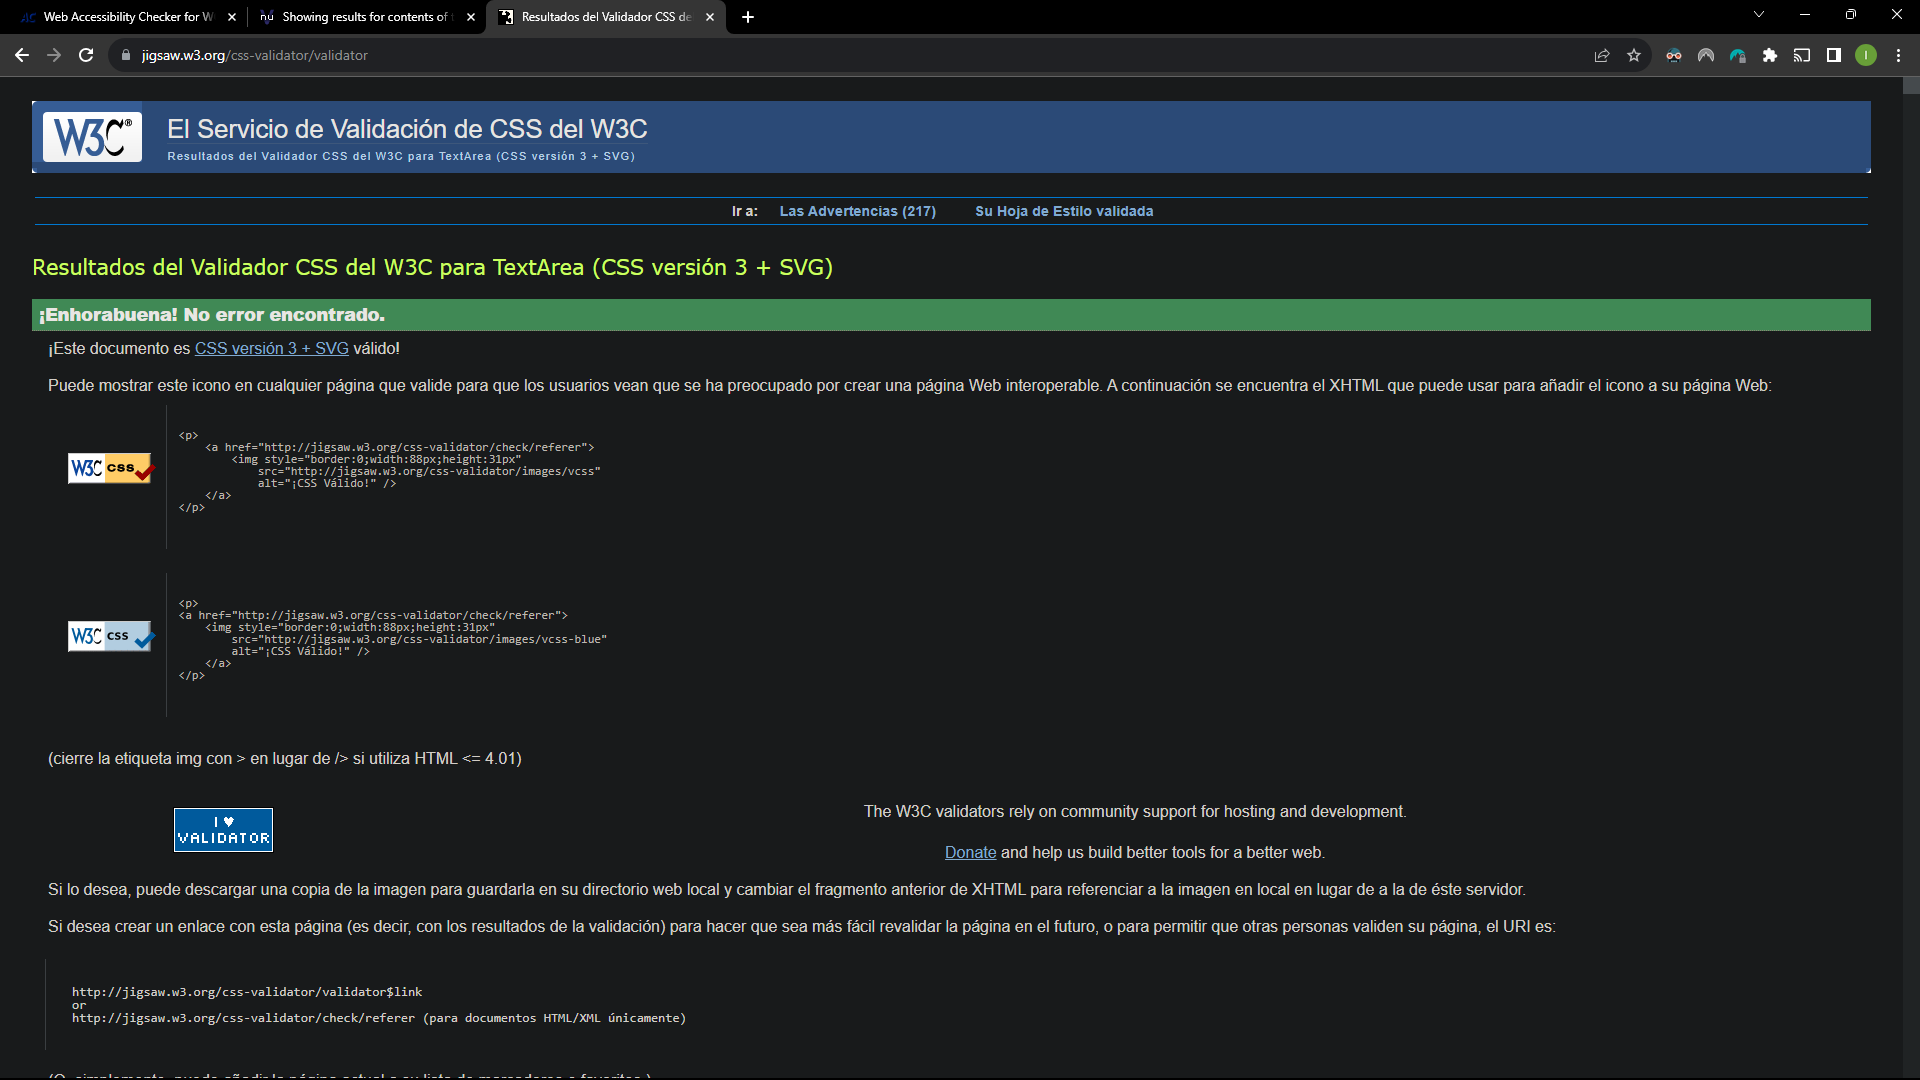 Web Accessibility Checker for W
Showing results for contents of
Resultados del Validador CSS de
jigsaw.w3.org/css-validator/validator
I
W3C®
El Servicio de Validación de CSS del W3C
Resultados del Validador CSS del W3C para TextArea (CSS versión 3 + SVG)
Ir a: Las Advertencias (217) Su Hoja de Estilo validada
Resultados del Validador CSS del W3C para TextArea (CSS versión 3 + SVG)
¡Enhorabuena! No error encontrado.
¡Este documento es CSS versión 3 + SVG válido!
Puede mostrar este icono en cualquier página que valide para que los usuarios vean que se ha preocupado por crear una página Web interoperable. A continuación se encuentra el XHTML que puede usar para añadir el icono a su página Web:
W3C css
<p>
<a href="http://jigsaw.w3.org/css-validator/check/referer">
<img style="border:0;width:88px;height:31px"
src="http://jigsaw.w3.org/css-validator/images/vcss"
alt="¡CSS Válido!" />
</a>
</p>
W3C css
<p>
<a href="http://jigsaw.w3.org/css-validator/check/referer">
<img style="border:0;width:88px;height:31px"
src="http://jigsaw.w3.org/css-validator/images/vcss-blue"
alt="¡CSS Válido!" />
</a>
</p>
(cierre la etiqueta img con > en lugar de /> si utiliza HTML <= 4.01)
I ♥
VALIDATOR
The W3C validators rely on community support for hosting and development.
Donate and help us build better tools for a better web.
Si lo desea, puede descargar una copia de la imagen para guardarla en su directorio web local y cambiar el fragmento anterior de XHTML para referenciar a la imagen en local en lugar de a la de éste servidor.
Si desea crear un enlace con esta página (es decir, con los resultados de la validación) para hacer que sea más fácil revalidar la página en el futuro, o para permitir que otras personas validen su página, el URI es:
http://jigsaw.w3.org/css-validator/validator$link
or
http://jigsaw.w3.org/css-validator/check/referer (para documentos HTML/XML únicamente)